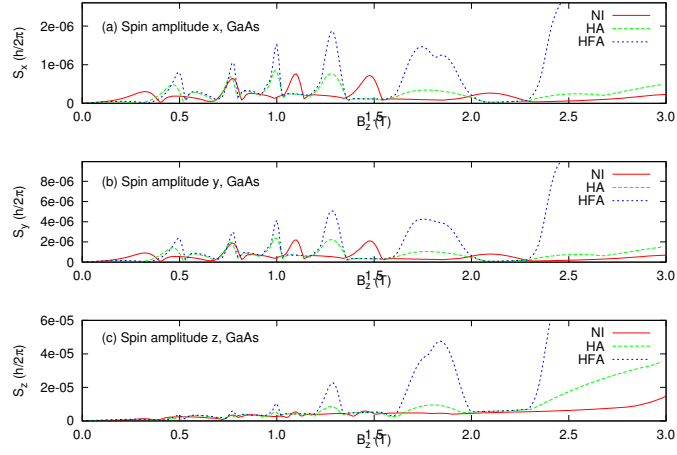 (a) Spin amplitude x, GaAs
NI
HA
HFA
S_x (h/2π)
2e-06
1e-06
0
0.0 0.5 1.0 1.5 2.0 2.5 3.0
B_z (T)
(b) Spin amplitude y, GaAs
NI
HA
HFA
S_y (h/2π)
8e-06
6e-06
4e-06
2e-06
0
0.0 0.5 1.0 1.5 2.0 2.5 3.0
B_z (T)
(c) Spin amplitude z, GaAs
NI
HA
HFA
S_z (h/2π)
6e-05
4e-05
2e-05
0
0.0 0.5 1.0 1.5 2.0 2.5 3.0
B_z (T)